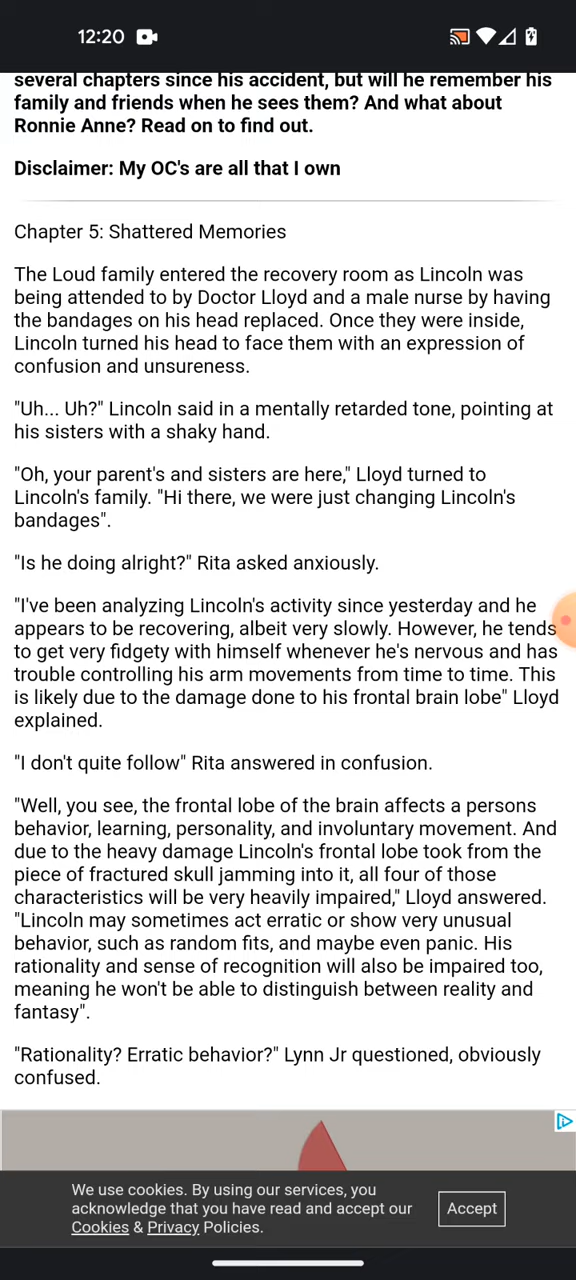 12:20
several chapters since his accident, but will he remember his
family and friends when he sees them? And what about
Ronnie Anne? Read on to find out.
Disclaimer: My OC's are all that I own
Chapter 5: Shattered Memories
The Loud family entered the recovery room as Lincoln was
being attended to by Doctor Lloyd and a male nurse by having
the bandages on his head replaced. Once they were inside,
Lincoln turned his head to face them with an expression of
confusion and unsureness.
"Uh... Uh?" Lincoln said in a mentally retarded tone, pointing at
his sisters with a shaky hand.
"Oh, your parent's and sisters are here," Lloyd turned to
Lincoln's family. "Hi there, we were just changing Lincoln's
bandages".
"Is he doing alright?" Rita asked anxiously.
"I've been analyzing Lincoln's activity since yesterday and he
appears to be recovering, albeit very slowly. However, he tends
to get very fidgety with himself whenever he's nervous and has
trouble controlling his arm movements from time to time. This
is likely due to the damage done to his frontal brain lobe" Lloyd
explained.
"I don't quite follow" Rita answered in confusion.
"Well, you see, the frontal lobe of the brain affects a persons
behavior, learning, personality, and involuntary movement. And
due to the heavy damage Lincoln's frontal lobe took from the
piece of fractured skull jamming into it, all four of those
characteristics will be very heavily impaired," Lloyd answered.
"Lincoln may sometimes act erratic or show very unusual
behavior, such as random fits, and maybe even panic. His
rationality and sense of recognition will also be impaired too,
meaning he won't be able to distinguish between reality and
fantasy".
"Rationality? Erratic behavior?" Lynn Jr questioned, obviously
confused.
We use cookies. By using our services, you
acknowledge that you have read and accept our
Cookies & Privacy Policies.
Accept